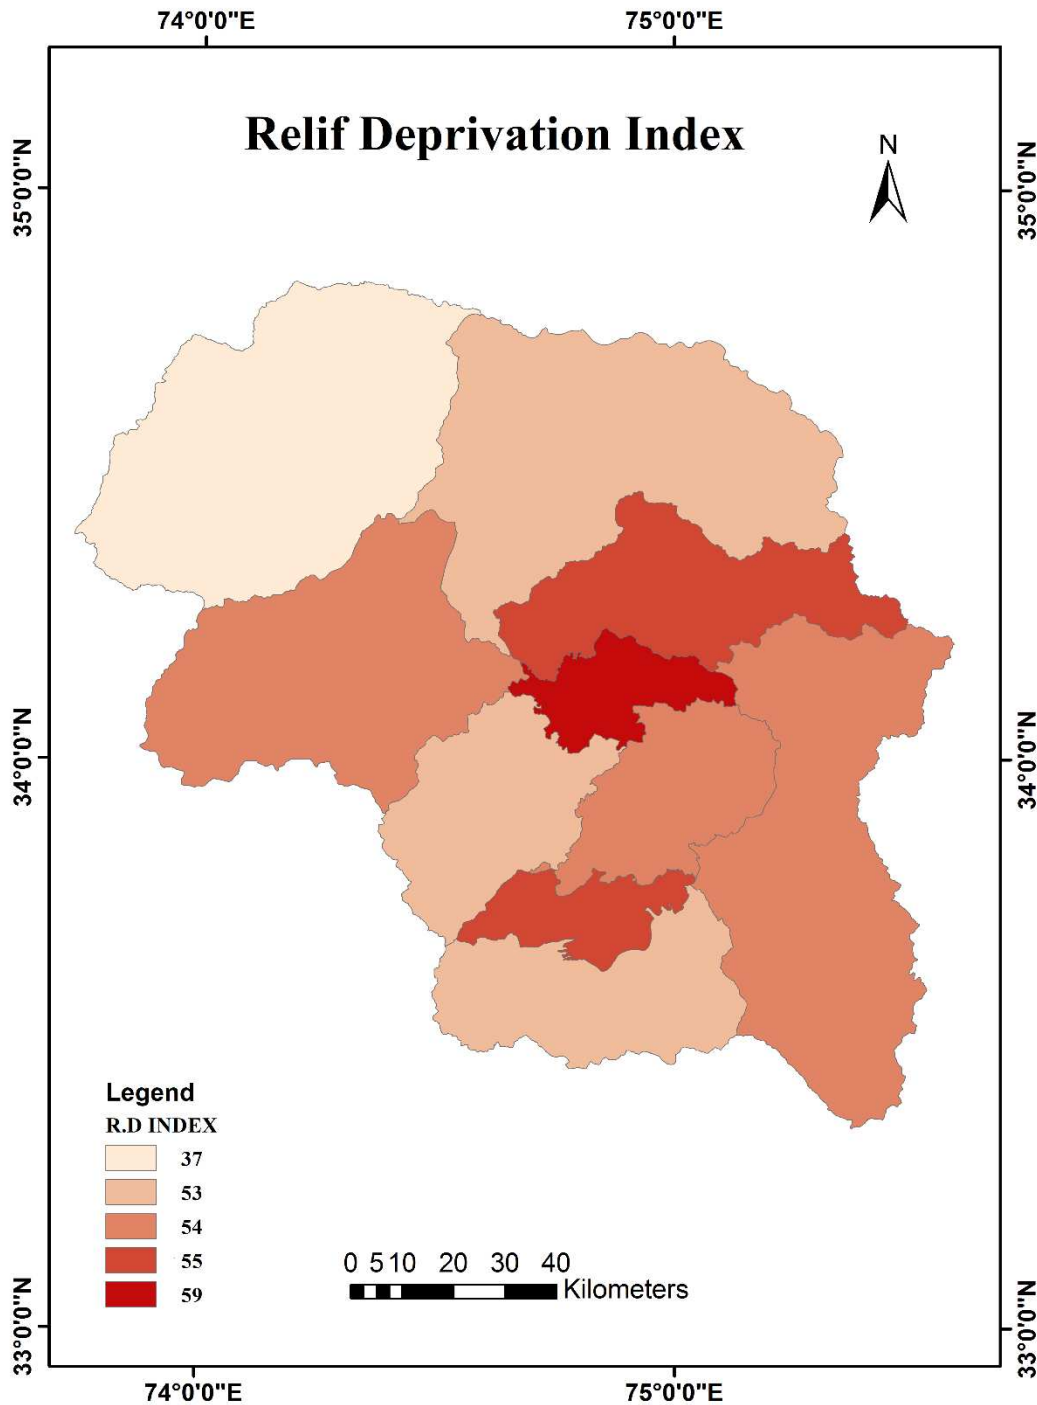 74°0'0"E 75°0'0"E
Relif Deprivation Index
N
35°0'0"N 35°0'0"N
34°0'0"N 34°0'0"N
Legend
R.D INDEX
37
53
54
55
59
0 5 10 20 30 40
Kilometers
33°0'0"N 33°0'0"N
74°0'0"E 75°0'0"E